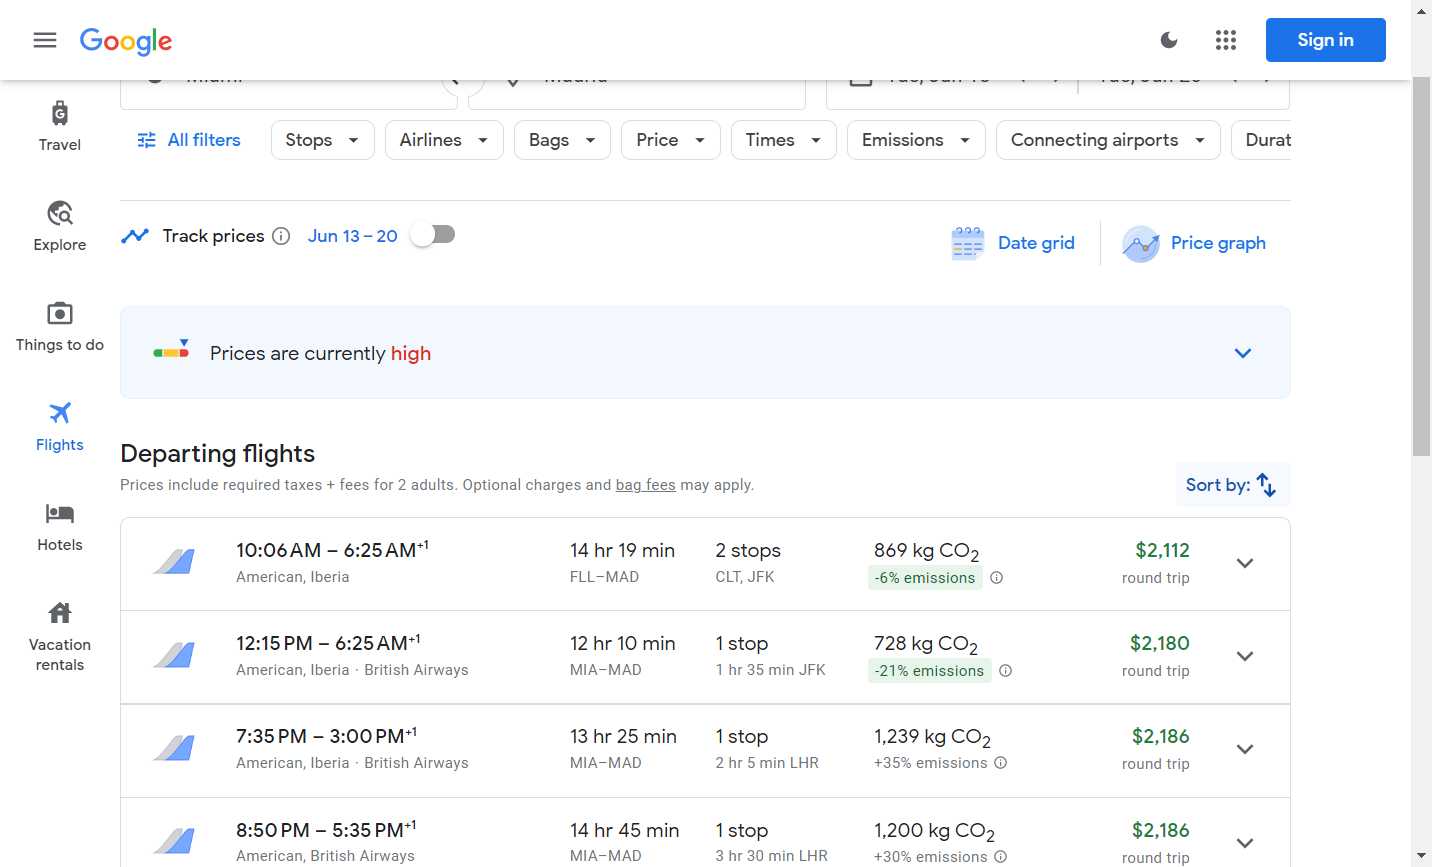 Google
Sign in
Travel
Explore
Things to do
Flights
Hotels
Vacation
rentals
All filters
Stops
Airlines
Bags
Price
Times
Emissions
Connecting airports
Durat
Track prices
Jun 13 – 20
Date grid
Price graph
Prices are currently high
Departing flights
Prices include required taxes + fees for 2 adults. Optional charges and bag fees may apply.
Sort by:
10:06 AM – 6:25 AM+1 14 hr 19 min 2 stops 869 kg CO2 $2,112
American, Iberia FLL–MAD CLT, JFK -6% emissions round trip
12:15 PM – 6:25 AM+1 12 hr 10 min 1 stop 728 kg CO2 $2,180
American, Iberia · British Airways MIA–MAD 1 hr 35 min JFK -21% emissions round trip
7:35 PM – 3:00 PM+1 13 hr 25 min 1 stop 1,239 kg CO2 $2,186
American, Iberia · British Airways MIA–MAD 2 hr 5 min LHR +35% emissions round trip
8:50 PM – 5:35 PM+1 14 hr 45 min 1 stop 1,200 kg CO2 $2,186
American, British Airways MIA–MAD 3 hr 30 min LHR +30% emissions round trip